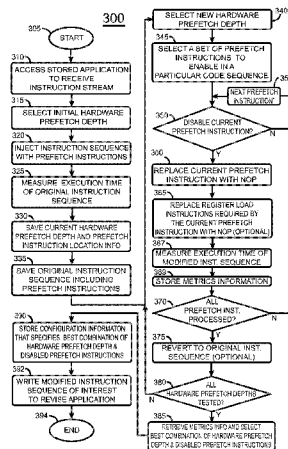 300
305
START
310
ACCESS STORED APPLICATION
TO RECEIVE
INSTRUCTION STREAM
315
SELECT INITIAL HARDWARE
PREFETCH DEPTH
320
INJECT INSTRUCTION SEQUENCE
WITH PREFETCH INSTRUCTIONS
325
MEASURE EXECUTION TIME
OF ORIGINAL INSTRUCTION
SEQUENCE
330
SAVE CURRENT HARDWARE
PREFETCH DEPTH AND PREFETCH
INSTRUCTION LOCATION INFO
335
SAVE ORIGINAL INSTRUCTION
SEQUENCE INCLUDING
PREFETCH INSTRUCTIONS
390
STORE CONFIGURATION INFORMATON
THAT SPECIFIES BEST COMBINATION
OF HARDWARE PREFETCH DEPTH &
DISABLED PREFETCH INSTRUCTIONS
392
WRITE MODIFIED INSTRUCTION
SEQUENCE OF INTEREST
TO REVISE APPLICATION
394
END
340
SELECT NEW HARDWARE
PREFETCH DEPTH
345
SELECT A SET OF PREFETCH
INSTRUCTIONS TO
ENABLE IN A
PARTICULAR CODE SEQUENCE
NEXT PREFETCH
INSTRUCTION
350
DISABLE CURRENT
PREFETCH INSTRUCTION?
N
Y
360
REPLACE CURRENT PREFETCH
INSTRUCTION WITH NOP
365
REPLACE REGISTER LOAD
INSTRUCTIONS REQUIRED BY
THE CURRENT PREFETCH
INSTRUCTION WITH NOP (OPTIONAL)
367
MEASURE EXECUTION TIME OF
MODIFIED INST. SEQUENCE
369
STORE METRICS INFORMATION
370
ALL
PREFETCH INST.
PROCESSED?
N
Y
375
REVERT TO ORIGINAL INST.
SEQUENCE (OPTIONAL)
380
ALL
HARDWARE PREFETCH DEPTHS
TESTED?
N
Y
385
RETRIEVE METRICS INFO AND SELECT
BEST COMBINATION OF HARDWARE PREFETCH
DEPTH & DISABLED PREFETCH INSTRUCTIONS